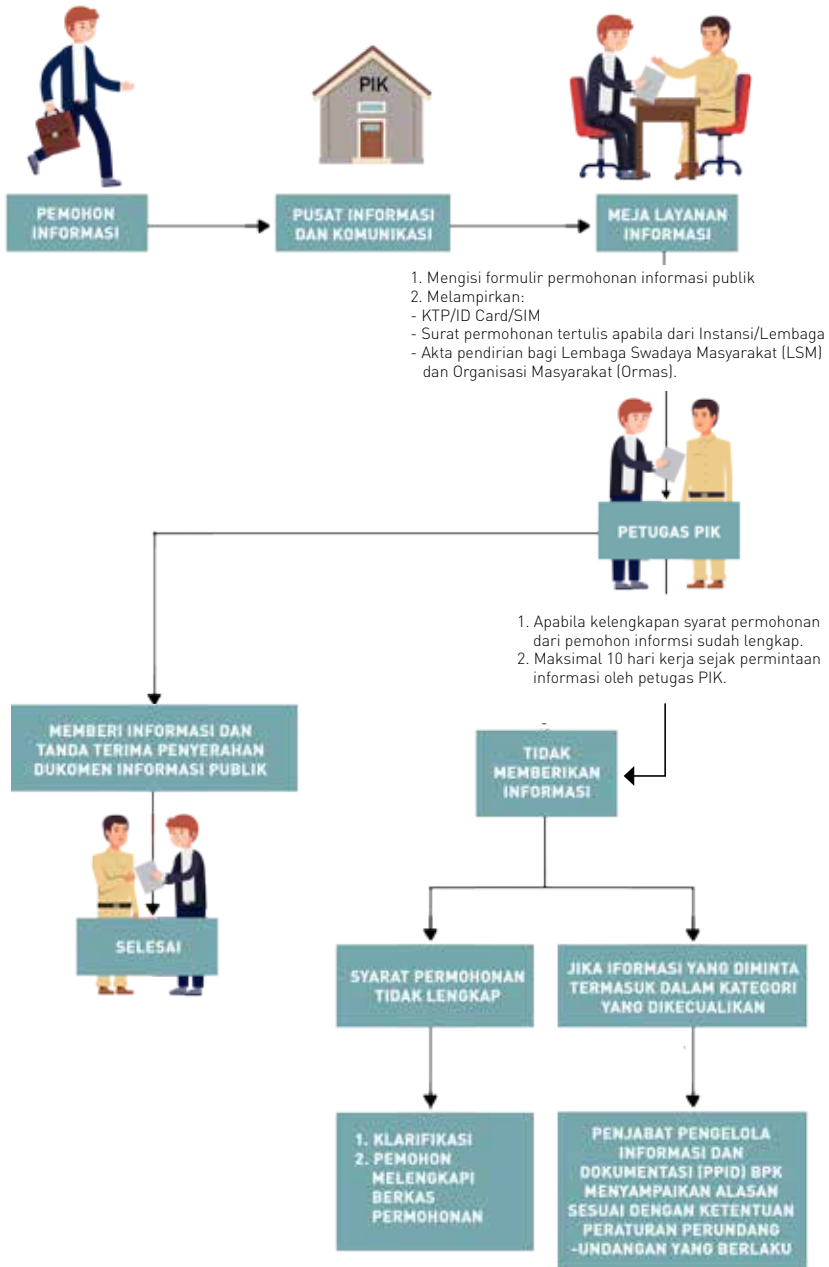 PIK
PEMOHON
INFORMASI
PUSAT INFORMASI
DAN KOMUNIKASI
MEJA LAYANAN
INFORMASI
1. Mengisi formulir permohonan informasi publik
2. Melampirkan:
- KTP/ID Card/SIM
- Surat permohonan tertulis apabila dari Instansi/Lembaga
- Akta pendirian bagi Lembaga Swadaya Masyarakat (LSM)
dan Organisasi Masyarakat (Ormas).
PETUGAS PIK
1. Apabila kelengkapan syarat permohonan
dari pemohon informsi sudah lengkap.
2. Maksimal 10 hari kerja sejak permintaan
informasi oleh petugas PIK.
MEMBERI INFORMASI DAN
TANDA TERIMA PENYERAHAN
DUKOMEN INFORMASI PUBLIK
TIDAK
MEMBERIKAN
INFORMASI
SELESAI
SYARAT PERMOHONAN
TIDAK LENGKAP
JIKA IFORMASI YANG DIMINTA
TERMASUK DALAM KATEGORI
YANG DIKECUALIKAN
1. KLARIFIKASI
2. PEMOHON
MELENGKAPI
BERKAS
PERMOHONAN
PENJABAT PENGELOLA
INFORMASI DAN
DOKUMENTASI (PPID) BPK
MENYAMPAIKAN ALASAN
SESUAI DENGAN KETENTUAN
PERATURAN PERUNDANG
-UNDANGAN YANG BERLAKU